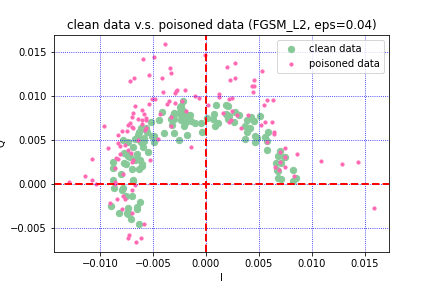 clean data v.s. poisoned data (FGSM_L2, eps=0.04)
clean data
poisoned data
0.015
0.010
0.005
0.000
−0.005
−0.010 −0.005 0.000 0.005 0.010 0.015